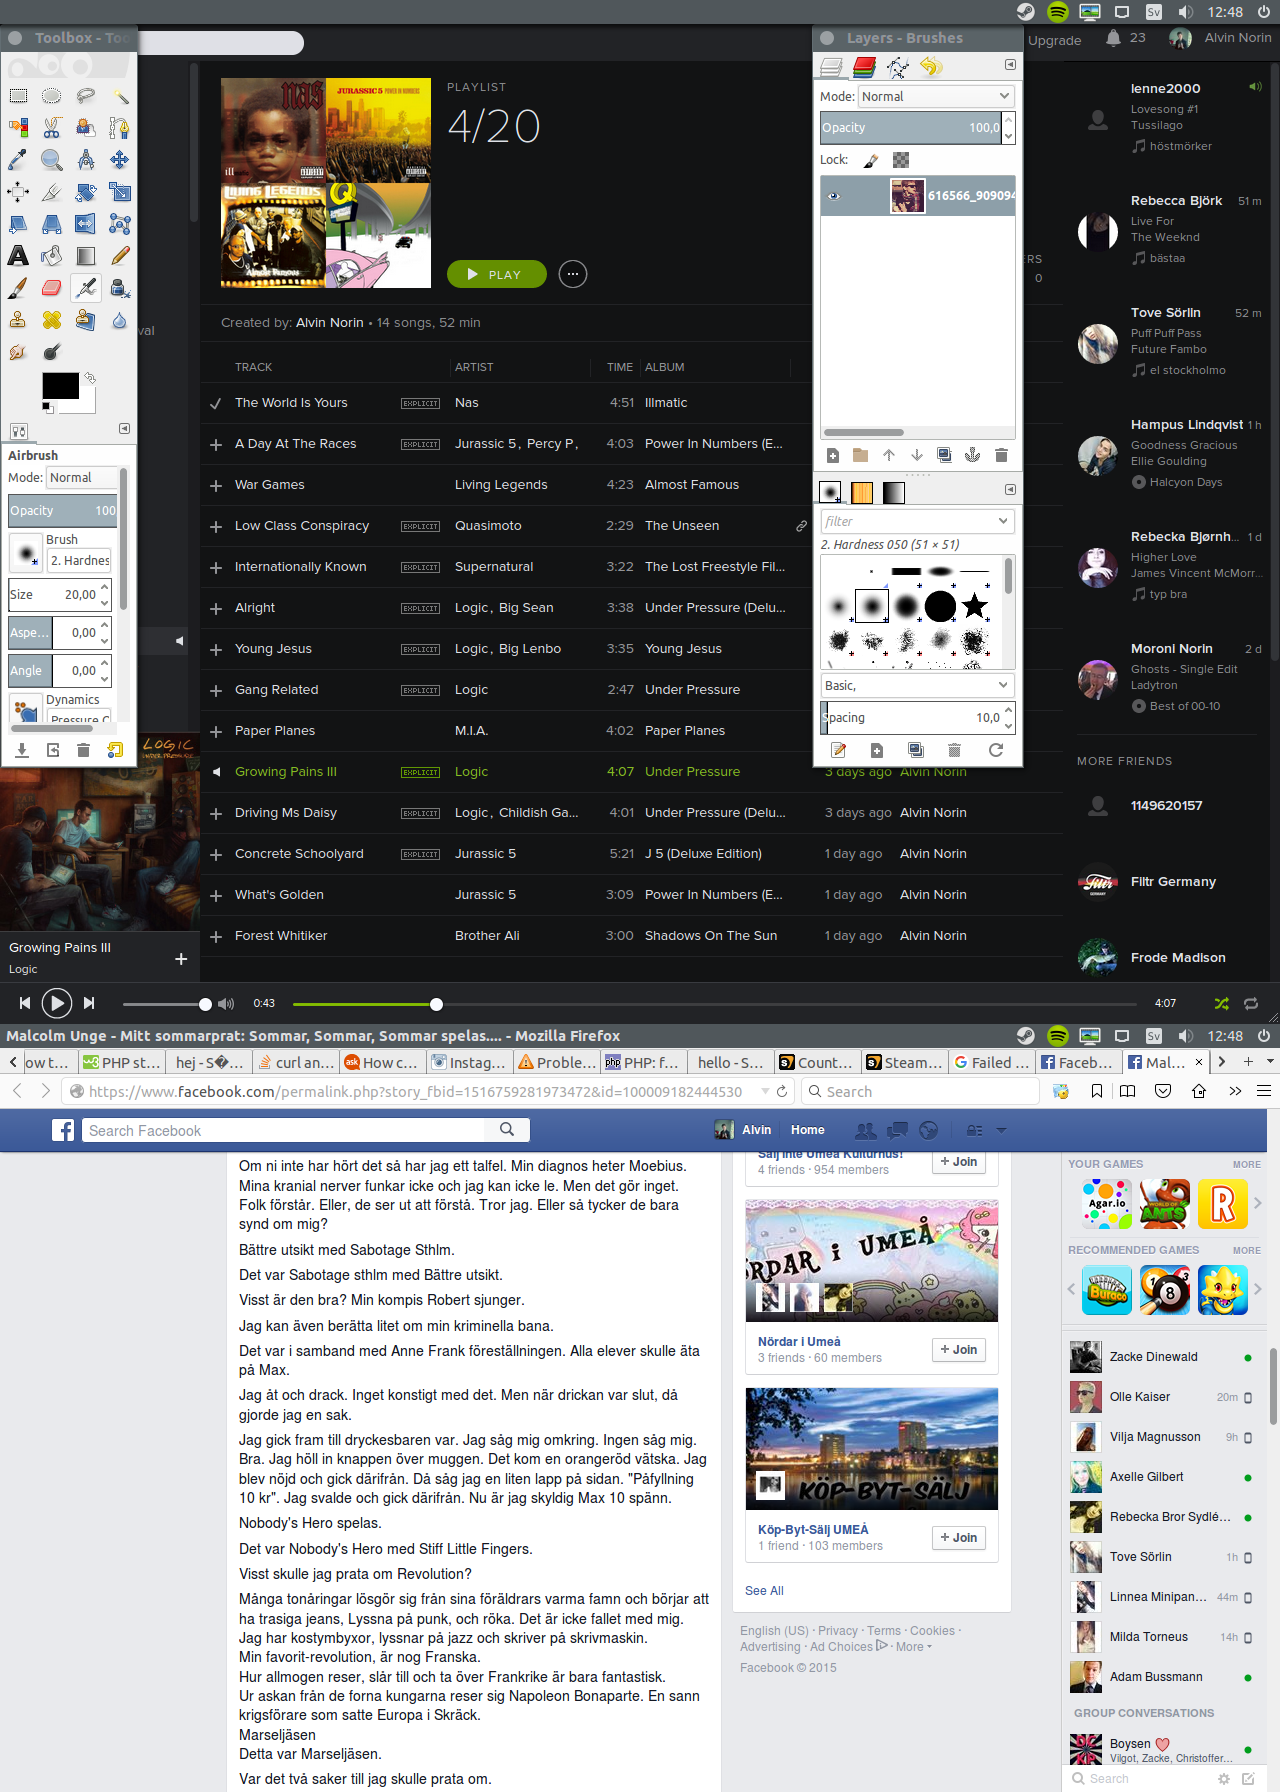 12:48
Toolbox - Too
Layers - Brushes
Upgrade
23
Alvin Norin
PLAYLIST
4/20
PLAY
Created by: Alvin Norin • 14 songs, 52 min
TRACK ARTIST TIME ALBUM
The World Is Yours EXPLICIT Nas 4:51 Illmatic
A Day At The Races EXPLICIT Jurassic 5, Percy P, 4:03 Power In Numbers (E...
War Games Living Legends 4:23 Almost Famous
Low Class Conspiracy EXPLICIT Quasimoto 2:29 The Unseen
Internationally Known EXPLICIT Supernatural 3:22 The Lost Freestyle Fil...
Alright EXPLICIT Logic, Big Sean 3:38 Under Pressure (Delu...
Young Jesus EXPLICIT Logic, Big Lenbo 3:35 Young Jesus
Gang Related EXPLICIT Logic 2:47 Under Pressure
Paper Planes M.I.A. 4:02 Paper Planes
Growing Pains III EXPLICIT Logic 4:07 Under Pressure 3 days ago Alvin Norin
Driving Ms Daisy EXPLICIT Logic, Childish Ga... 4:01 Under Pressure (Delu... 3 days ago Alvin Norin
Concrete Schoolyard EXPLICIT Jurassic 5 5:21 J 5 (Deluxe Edition) 1 day ago Alvin Norin
What's Golden Jurassic 5 3:09 Power In Numbers (E... 1 day ago Alvin Norin
Forest Whitiker Brother Ali 3:00 Shadows On The Sun 1 day ago Alvin Norin
Airbrush
Mode: Normal
Opacity 100
Brush
2. Hardnes
Size 20,00
Aspe... 0,00
Angle 0,00
Dynamics
Pressure O
val
LOGIC
Growing Pains III
Logic
0:43
4:07
Mode: Normal
Opacity 100,0
Lock:
616566_909094
filter
2. Hardness 050 (51 × 51)
Basic,
Spacing 10,0
ERS
0
lenne2000
Lovesong #1
Tussilago
höstmörker
Rebecca Björk 51 m
Live For
The Weeknd
bästaa
Tove Sörlin 52 m
Puff Puff Pass
Future Fambo
el stockholmo
Hampus Lindqvist 1 h
Goodness Gracious
Ellie Goulding
Halcyon Days
Rebecka Bjørnh... 1 d
Higher Love
James Vincent McMorr...
typ bra
Moroni Norin 2 d
Ghosts - Single Edit
Ladytron
Best of 00-10
MORE FRIENDS
1149620157
Filtr Germany
Frode Madison
Malcolm Unge - Mitt sommarprat: Sommar, Sommar, Sommar spelas.... - Mozilla Firefox
Sv 12:48
ow t... PHP st... hej - S�... curl an... How c... Instag... Proble... PHP: f... hello - S... Count... Steam... Failed ... Faceb... Mal...
https://www.facebook.com/permalink.php?story_fbid=1516759281973472&id=100009182444530
Search
Search Facebook
Alvin Home
Om ni inte har hört det så har jag ett talfel. Min diagnos heter Moebius.
Mina kranial nerver funkar icke och jag kan icke le. Men det gör inget.
Folk förstår. Eller, de ser ut att förstå. Tror jag. Eller så tycker de bara
synd om mig?
Bättre utsikt med Sabotage Sthlm.
Det var Sabotage sthlm med Bättre utsikt.
Visst är den bra? Min kompis Robert sjunger.
Jag kan även berätta litet om min kriminella bana.
Det var i samband med Anne Frank föreställningen. Alla elever skulle äta
på Max.
Jag åt och drack. Inget konstigt med det. Men när drickan var slut, då
gjorde jag en sak.
Jag gick fram till dryckesbaren var. Jag såg mig omkring. Ingen såg mig.
Bra. Jag höll in knappen över muggen. Det kom en orangeröd vätska. Jag
blev nöjd och gick därifrån. Då såg jag en liten lapp på sidan. "Påfyllning
10 kr". Jag svalde och gick därifrån. Nu är jag skyldig Max 10 spänn.
Nobody's Hero spelas.
Det var Nobody's Hero med Stiff Little Fingers.
Visst skulle jag prata om Revolution?
Många tonåringar lösgör sig från sina föräldrars varma famn och börjar att
ha trasiga jeans, Lyssna på punk, och röka. Det är icke fallet med mig.
Jag har kostymbyxor, lyssnar på jazz och skriver på skrivmaskin.
Min favorit-revolution, är nog Franska.
Hur allmogen reser, slår till och ta över Frankrike är bara fantastisk.
Ur askan från de forna kungarna reser sig Napoleon Bonaparte. En sann
krigsförare som satte Europa i Skräck.
Marseljäsen
Detta var Marseljäsen.
Var det två saker till jag skulle prata om.
Sälj inte Umeå Kulturhus!
4 friends · 954 members
+ Join
NÖRDAR i UMEÅ
Nördar i Umeå
3 friends · 60 members
+ Join
KÖP-BYT-SÄLJ
Köp-Byt-Sälj UMEÅ
1 friend · 103 members
+ Join
See All
English (US) · Privacy · Terms · Cookies ·
Advertising · Ad Choices · More
Facebook © 2015
YOUR GAMES MORE
Agar.io
WORLD OF ANTS
R
RECOMMENDED GAMES MORE
Buraco
8
Zacke Dinewald
Olle Kaiser 20m
Vilja Magnusson 9h
Axelle Gilbert
Rebecka Bror Sydlé...
Tove Sörlin 1h
Linnea Minipan... 44m
Milda Torneus 14h
Adam Bussmann
GROUP CONVERSATIONS
Boysen
Vilgot, Zacke, Christoffer...
Search